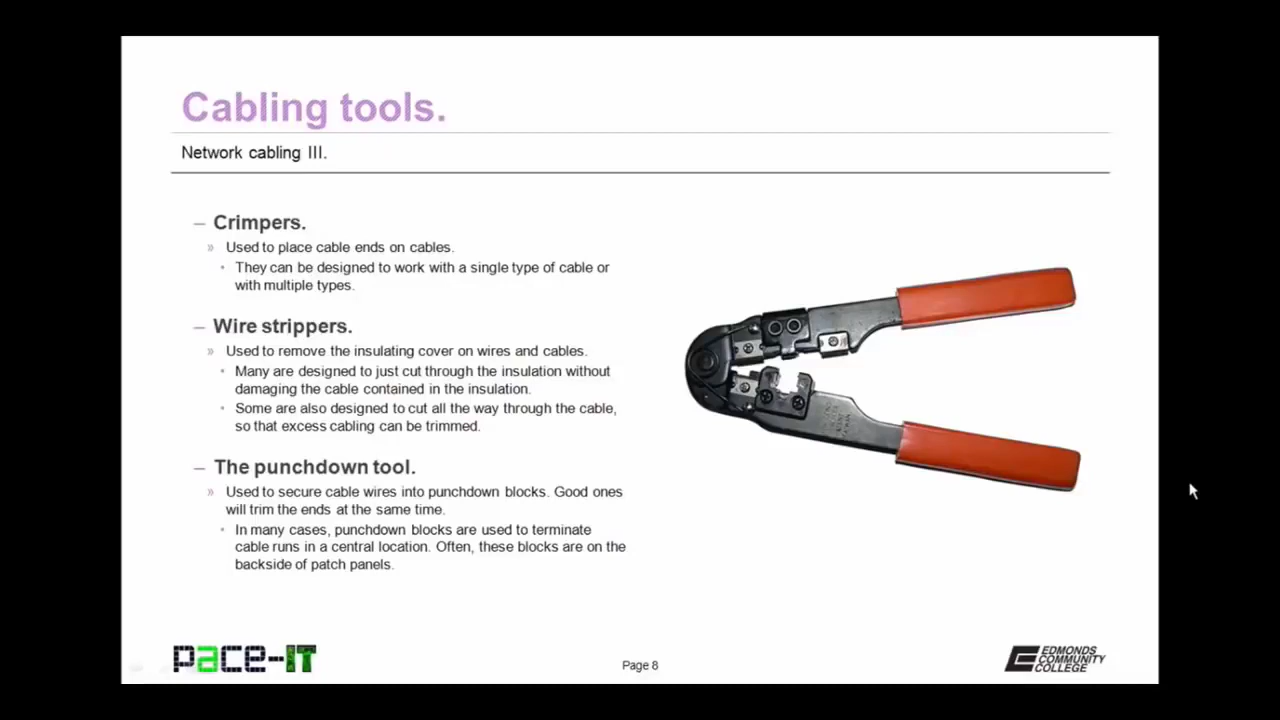 Cabling tools.
Network cabling III.
– Crimpers.
» Used to place cable ends on cables.
• They can be designed to work with a single type of cable or
with multiple types.
– Wire strippers.
» Used to remove the insulating cover on wires and cables.
• Many are designed to just cut through the insulation without
damaging the cable contained in the insulation.
• Some are also designed to cut all the way through the cable,
so that excess cabling can be trimmed.
– The punchdown tool.
» Used to secure cable wires into punchdown blocks. Good ones
will trim the ends at the same time.
• In many cases, punchdown blocks are used to terminate
cable runs in a central location. Often, these blocks are on the
backside of patch panels.
pace-IT
Page 8
EDMONDS
COMMUNITY
COLLEGE